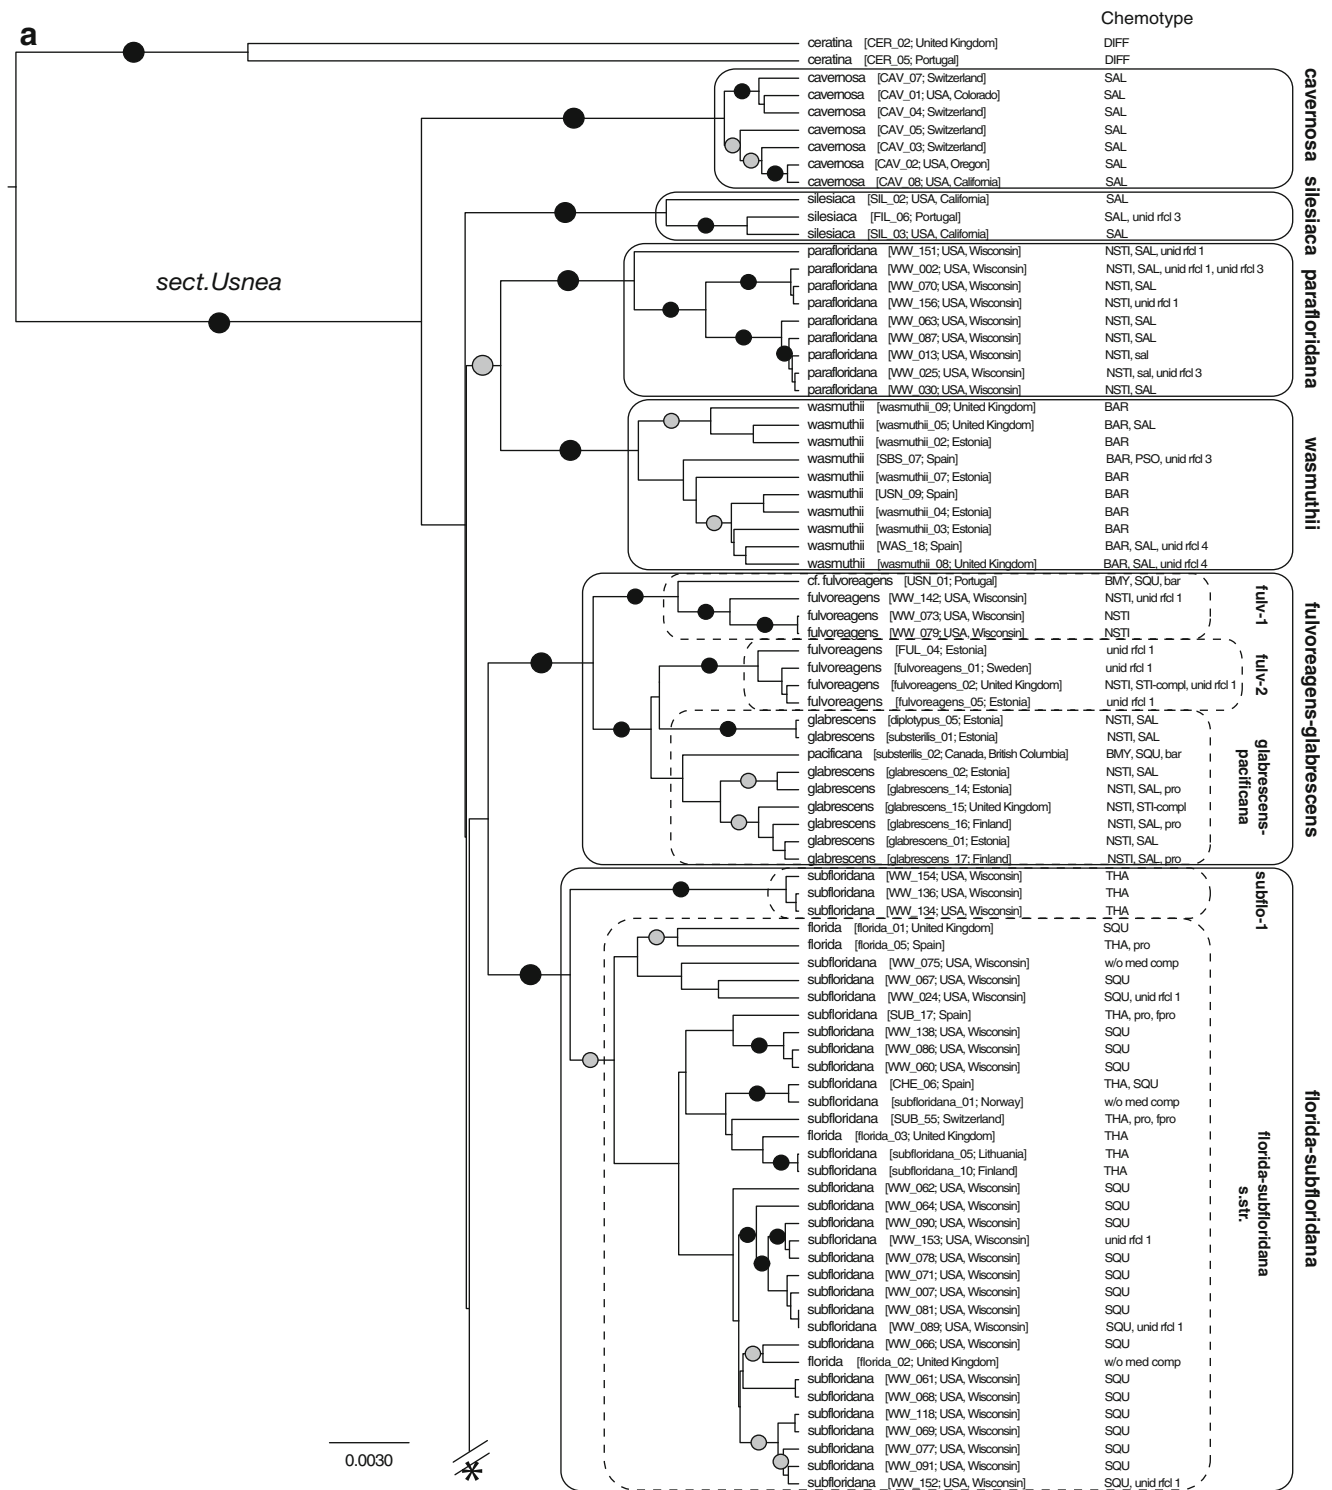 a
Chemotype
ceratina [CER_02; United Kingdom] DIFF
ceratina [CER_05; Portugal] DIFF
cavernosa [CAV_07; Switzerland] SAL
cavernosa [CAV_01; USA, Colorado] SAL
cavernosa [CAV_04; Switzerland] SAL
cavernosa [CAV_05; Switzerland] SAL
cavernosa [CAV_03; Switzerland] SAL
cavernosa [CAV_02; USA, Oregon] SAL
cavernosa [CAV_08; USA, California] SAL
cavernosa
silesiaca [SIL_02; USA, California] SAL
silesiaca [FIL_06; Portugal] SAL, unid rfcl 3
silesiaca [SIL_03; USA, California] SAL
silesiaca
sect.Usnea
parafloridana [WW_151; USA, Wisconsin] NSTI, SAL, unid rfcl 1
parafloridana [WW_002; USA, Wisconsin] NSTI, SAL, unid rfcl 1, unid rfcl 3
parafloridana [WW_070; USA, Wisconsin] NSTI, SAL
parafloridana [WW_156; USA, Wisconsin] NSTI, unid rfcl 1
parafloridana [WW_063; USA, Wisconsin] NSTI, SAL
parafloridana [WW_087; USA, Wisconsin] NSTI, SAL
parafloridana [WW_013; USA, Wisconsin] NSTI, sal
parafloridana [WW_025; USA, Wisconsin] NSTI, sal, unid rfcl 3
parafloridana [WW_030; USA, Wisconsin] NSTI, SAL
parafloridana
wasmuthii [wasmuthii_09; United Kingdom] BAR
wasmuthii [wasmuthii_05; United Kingdom] BAR, SAL
wasmuthii [wasmuthii_02; Estonia] BAR
wasmuthii [SBS_07; Spain] BAR, PSO, unid rfcl 3
wasmuthii [wasmuthii_07; Estonia] BAR
wasmuthii [USN_09; Spain] BAR
wasmuthii [wasmuthii_04; Estonia] BAR
wasmuthii [wasmuthii_03; Estonia] BAR
wasmuthii [WAS_18; Spain] BAR, SAL, unid rfcl 4
wasmuthii [wasmuthii_08; United Kingdom] BAR, SAL, unid rfcl 4
wasmuthii
cf. fulvoreagens [USN_01; Portugal] BMY, SQU, bar
fulvoreagens [WW_142; USA, Wisconsin] NSTI, unid rfcl 1
fulvoreagens [WW_073; USA, Wisconsin] NSTI
fulvoreagens [WW_079; USA, Wisconsin] NSTI
fulv-1
fulvoreagens [FUL_04; Estonia] unid rfcl 1
fulvoreagens [fulvoreagens_01; Sweden] unid rfcl 1
fulvoreagens [fulvoreagens_02; United Kingdom] NSTI, STI-compl, unid rfcl 1
fulvoreagens [fulvoreagens_05; Estonia] unid rfcl 1
fulv-2
glabrescens [diplotypus_05; Estonia] NSTI, SAL
glabrescens [substerilis_01; Estonia] NSTI, SAL
pacificana [substerilis_02; Canada, British Columbia] BMY, SQU, bar
glabrescens [glabrescens_02; Estonia] NSTI, SAL
glabrescens [glabrescens_14; Estonia] NSTI, SAL, pro
glabrescens [glabrescens_15; United Kingdom] NSTI, STI-compl
glabrescens [glabrescens_16; Finland] NSTI, SAL, pro
glabrescens [glabrescens_01; Estonia] NSTI, SAL
glabrescens [glabrescens_17; Finland] NSTI, SAL, pro
glabrescens-
pacificana
fulvoreagens-glabrescens
subfloridana [WW_154; USA, Wisconsin] THA
subfloridana [WW_136; USA, Wisconsin] THA
subfloridana [WW_134; USA, Wisconsin] THA
subflo-1
florida [florida_01; United Kingdom] SQU
florida [florida_05; Spain] THA, pro
subfloridana [WW_075; USA, Wisconsin] w/o med comp
subfloridana [WW_067; USA, Wisconsin] SQU
subfloridana [WW_024; USA, Wisconsin] SQU, unid rfcl 1
subfloridana [SUB_17; Spain] THA, pro, fpro
subfloridana [WW_138; USA, Wisconsin] SQU
subfloridana [WW_086; USA, Wisconsin] SQU
subfloridana [WW_060; USA, Wisconsin] SQU
subfloridana [CHE_06; Spain] THA, SQU
subfloridana [subfloridana_01; Norway] w/o med comp
subfloridana [SUB_55; Switzerland] THA, pro, fpro
florida [florida_03; United Kingdom] THA
subfloridana [subfloridana_05; Lithuania] THA
subfloridana [subfloridana_10; Finland] THA
subfloridana [WW_062; USA, Wisconsin] SQU
subfloridana [WW_064; USA, Wisconsin] SQU
subfloridana [WW_090; USA, Wisconsin] SQU
subfloridana [WW_153; USA, Wisconsin] unid rfcl 1
subfloridana [WW_078; USA, Wisconsin] SQU
subfloridana [WW_071; USA, Wisconsin] SQU
subfloridana [WW_007; USA, Wisconsin] SQU
subfloridana [WW_081; USA, Wisconsin] SQU
subfloridana [WW_089; USA, Wisconsin] SQU, unid rfcl 1
subfloridana [WW_066; USA, Wisconsin] SQU
florida [florida_02; United Kingdom] w/o med comp
subfloridana [WW_061; USA, Wisconsin] SQU
subfloridana [WW_068; USA, Wisconsin] SQU
subfloridana [WW_118; USA, Wisconsin] SQU
subfloridana [WW_069; USA, Wisconsin] SQU
subfloridana [WW_077; USA, Wisconsin] SQU
subfloridana [WW_091; USA, Wisconsin] SQU
subfloridana [WW_152; USA, Wisconsin] SQU, unid rfcl 1
florida-subfloridana
s.str.
florida-subfloridana
0.0030
*